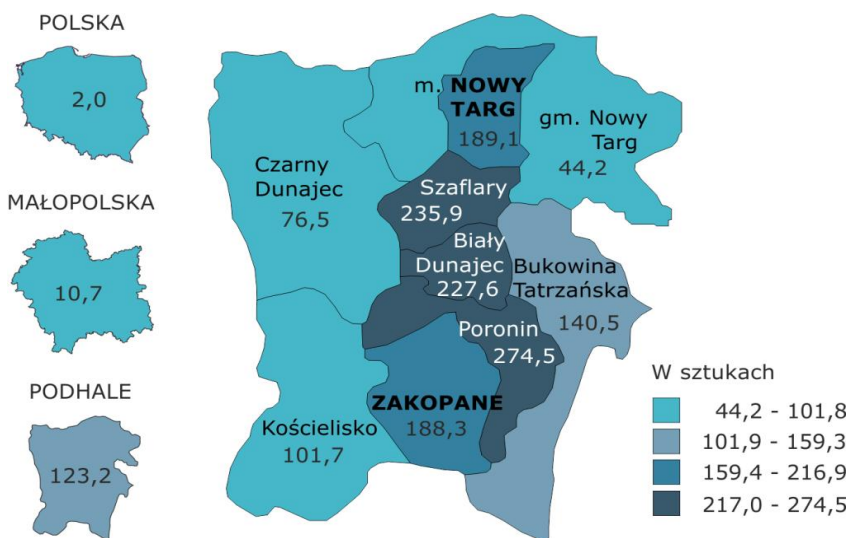 POLSKA
2,0
MAŁOPOLSKA
10,7
PODHALE
123,2
m. NOWY
TARG
189,1
gm. Nowy
Targ
44,2
Czarny
Dunajec
76,5
Szaflary
235,9
Biały
Dunajec
227,6
Bukowina
Tatrzańska
140,5
Poronin
274,5
ZAKOPANE
188,3
Kościelisko
101,7
W sztukach
44,2 - 101,8
101,9 - 159,3
159,4 - 216,9
217,0 - 274,5